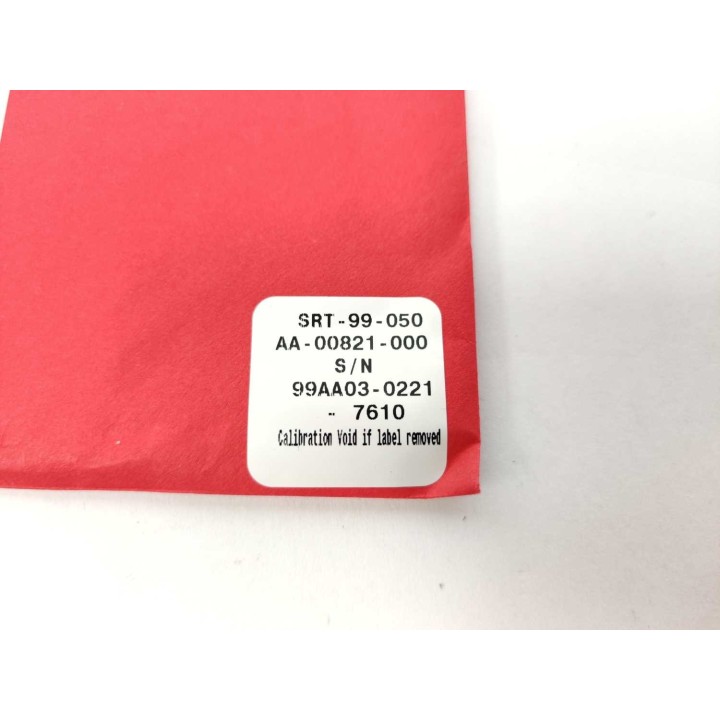 SRT-99-050
AA-00821-000
S/N
99AA03-0221
- 7610
Calibration Void if label removed